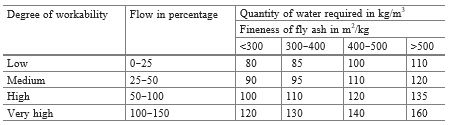 Degree of workability Flow in percentage Quantity of water required in kg/m³
Fineness of fly ash in m²/kg
<300 300–400 400–500 >500
Low 0–25 80 85 100 110
Medium 25–50 90 95 110 120
High 50–100 100 110 120 135
Very high 100–150 120 130 140 160